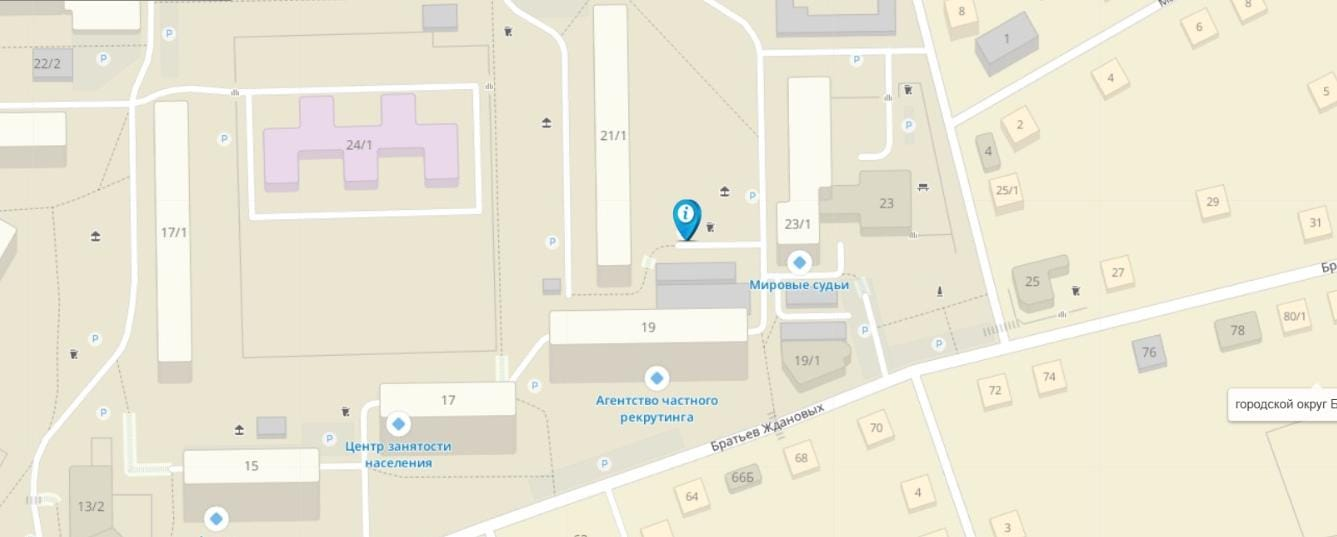 8
8
6
1
22/2
P
P
P
4
5
2
P
21/1
P
24/1
4
25/1
P
29
23
31
17/1
23/1
i
P
Мировые судьи
27
25
19
P
80/1
78
P
P
76
19/1
74
72
P
Агентство частного
рекрутинга
городской округ Б
17
P
Братьев Ждановых
70
P
Центр занятости
населения
68
15
P
66Б
64
4
13/2
3